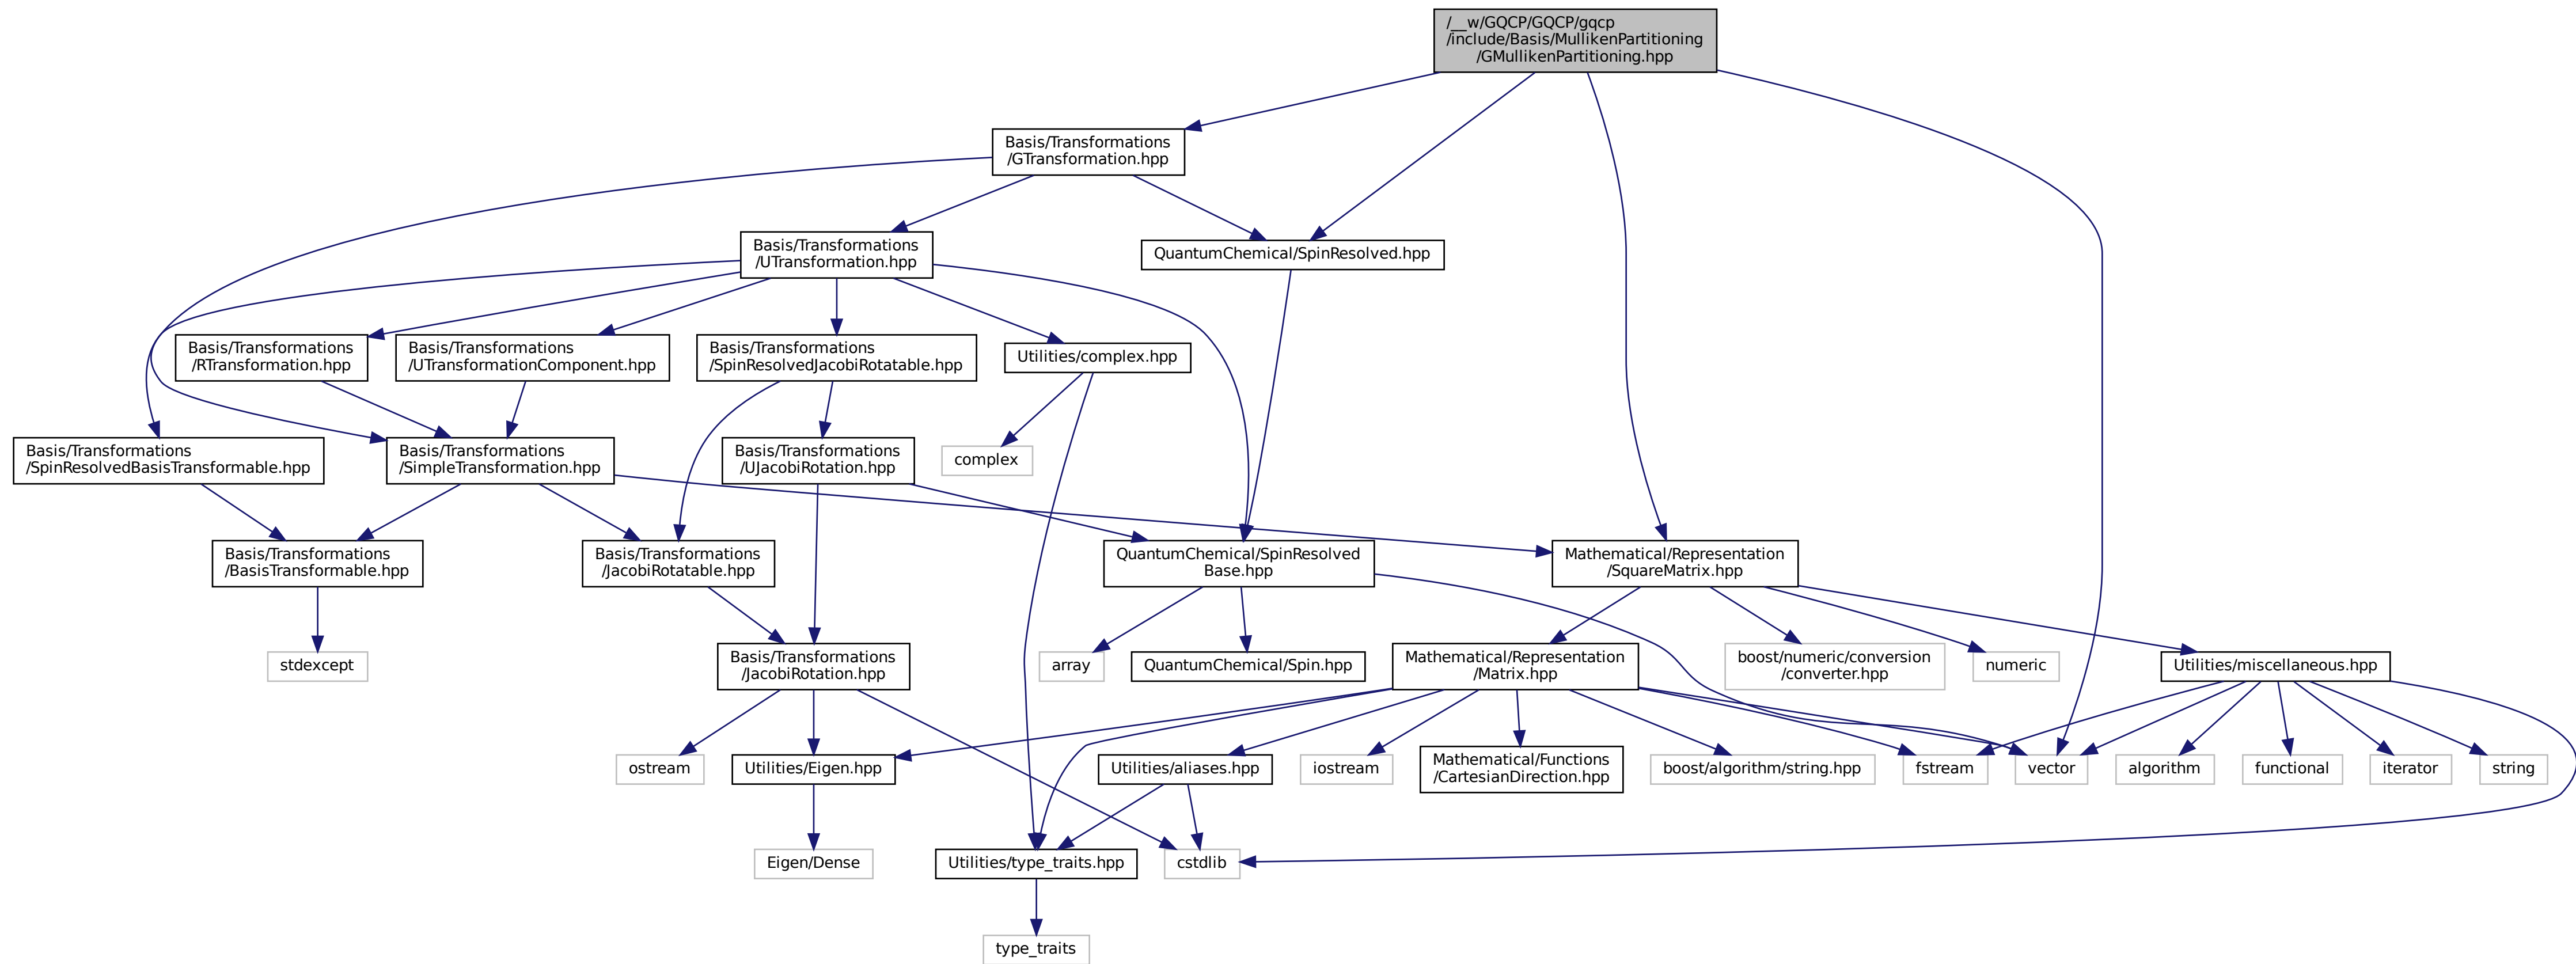 /__w/GQCP/GQCP/gqcp
/include/Basis/MullikenPartitioning
/GMullikenPartitioning.hpp
Basis/Transformations
/GTransformation.hpp
Basis/Transformations
/UTransformation.hpp
QuantumChemical/SpinResolved.hpp
Basis/Transformations
/RTransformation.hpp
Basis/Transformations
/UTransformationComponent.hpp
Basis/Transformations
/SpinResolvedJacobiRotatable.hpp
Utilities/complex.hpp
Basis/Transformations
/SpinResolvedBasisTransformable.hpp
Basis/Transformations
/SimpleTransformation.hpp
Basis/Transformations
/UJacobiRotation.hpp
complex
Basis/Transformations
/BasisTransformable.hpp
Basis/Transformations
/JacobiRotatable.hpp
QuantumChemical/SpinResolved
Base.hpp
Mathematical/Representation
/SquareMatrix.hpp
stdexcept
Basis/Transformations
/JacobiRotation.hpp
array
QuantumChemical/Spin.hpp
Mathematical/Representation
/Matrix.hpp
boost/numeric/conversion
/converter.hpp
numeric
Utilities/miscellaneous.hpp
ostream
Utilities/Eigen.hpp
Utilities/aliases.hpp
iostream
Mathematical/Functions
/CartesianDirection.hpp
boost/algorithm/string.hpp
fstream
vector
algorithm
functional
iterator
string
Eigen/Dense
Utilities/type_traits.hpp
cstdlib
type_traits